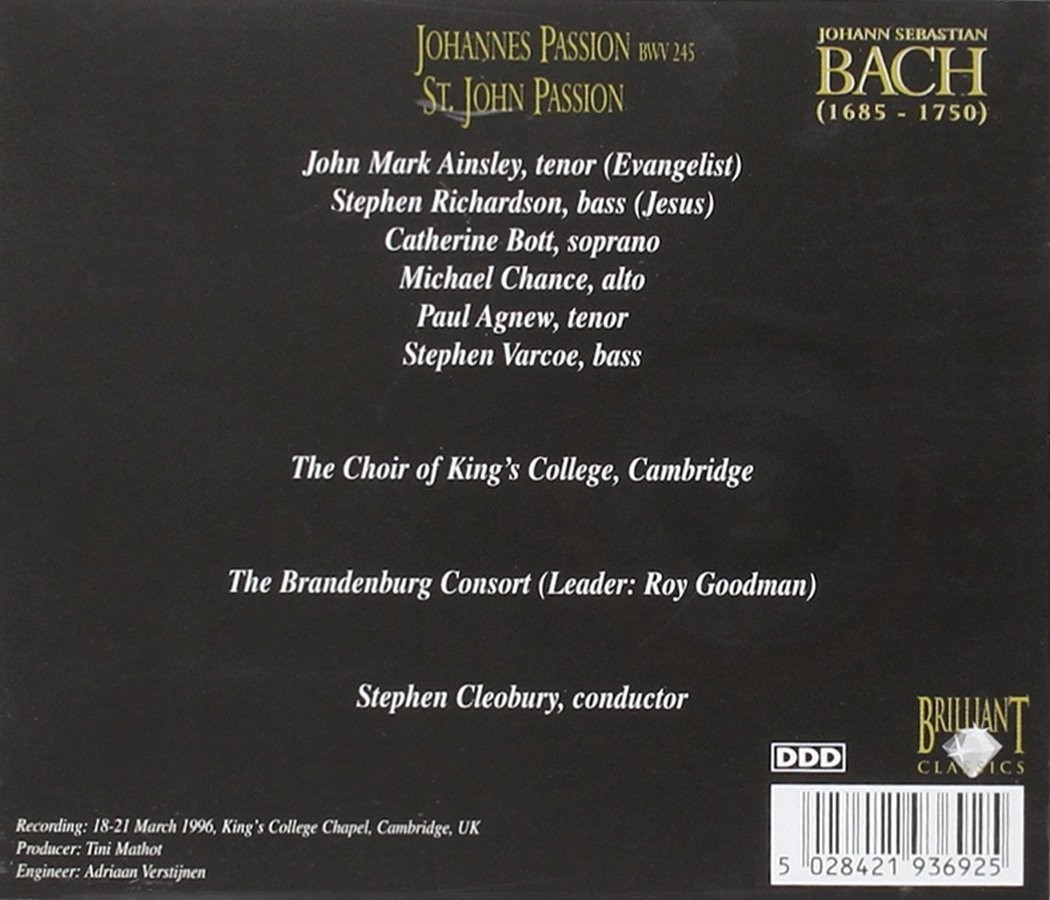 JOHANNES PASSION BWV 245
ST. JOHN PASSION
JOHANN SEBASTIAN
BACH
(1685 - 1750)
John Mark Ainsley, tenor (Evangelist)
Stephen Richardson, bass (Jesus)
Catherine Bott, soprano
Michael Chance, alto
Paul Agnew, tenor
Stephen Varcoe, bass
The Choir of King's College, Cambridge
The Brandenburg Consort (Leader: Roy Goodman)
Stephen Cleobury, conductor
BRILLIANT
CLASSICS
DDD
Recording: 18-21 March 1996, King's College Chapel, Cambridge, UK
Producer: Tini Mathot
Engineer: Adriaan Verstijnen
5 028421 936925